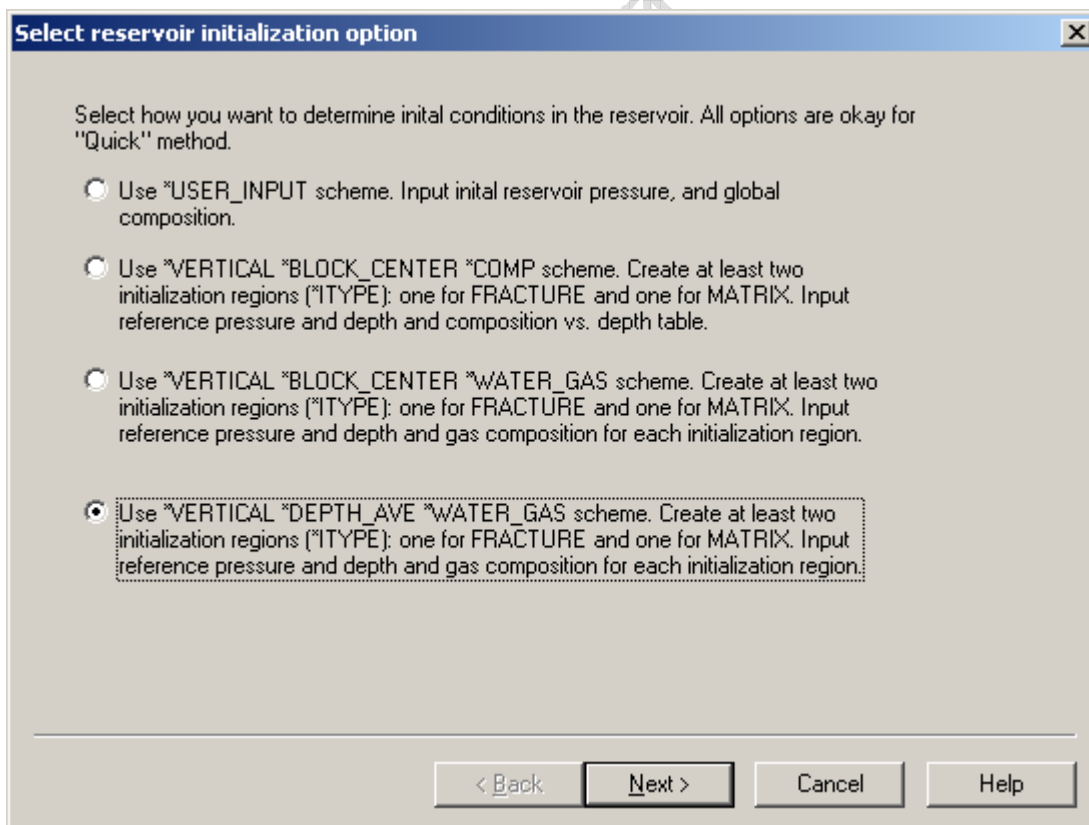 Select reservoir initialization option
Select how you want to determine inital conditions in the reservoir. All options are okay for
"Quick" method.
Use *USER_INPUT scheme. Input inital reservoir pressure, and global
composition.
Use *VERTICAL *BLOCK_CENTER *COMP scheme. Create at least two
initialization regions (*ITYPE): one for FRACTURE and one for MATRIX. Input
reference pressure and depth and composition vs. depth table.
Use *VERTICAL *BLOCK_CENTER *WATER_GAS scheme. Create at least two
initialization regions (*ITYPE): one for FRACTURE and one for MATRIX. Input
reference pressure and depth and gas composition for each initialization region.
Use *VERTICAL *DEPTH_AVE *WATER_GAS scheme. Create at least two
initialization regions (*ITYPE): one for FRACTURE and one for MATRIX. Input
reference pressure and depth and gas composition for each initialization region.
< Back Next > Cancel Help